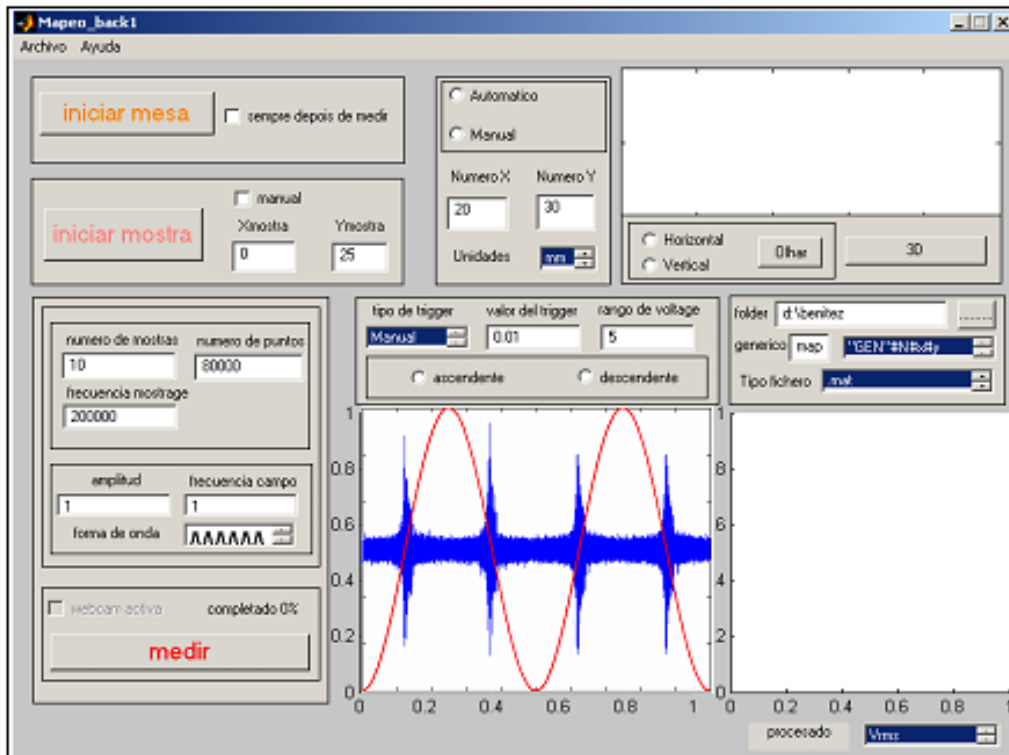 Mapeo_back1
Archivo Ayuda
iniciar mesa
sempre depois de medir
iniciar mostra
manual
Xmostra Ymostra
0 25
Automatico
Manual
Numero X Numero Y
20 30
Unidades mm
Horizontal
Vertical
Olhar
3D
numero de mostras numero de puntos
10 80000
frecuencia mostrage
200000
amplitud frecuencia campo
1 1
forma de onda
webcam activa completado 0%
medir
tipo de trigger valor del trigger rango de voltage
Manual 0.01 5
ascendente descendente
folder d:\benitez ......
generico map "GEN"#N#x#y
Tipo fichero .mat
1
0.8
0.6
0.4
0.2
0
0 0.2 0.4 0.6 0.8 1
1
0.8
0.6
0.4
0.2
0
0 0.2 0.4 0.6 0.8 1
procesado Vrms